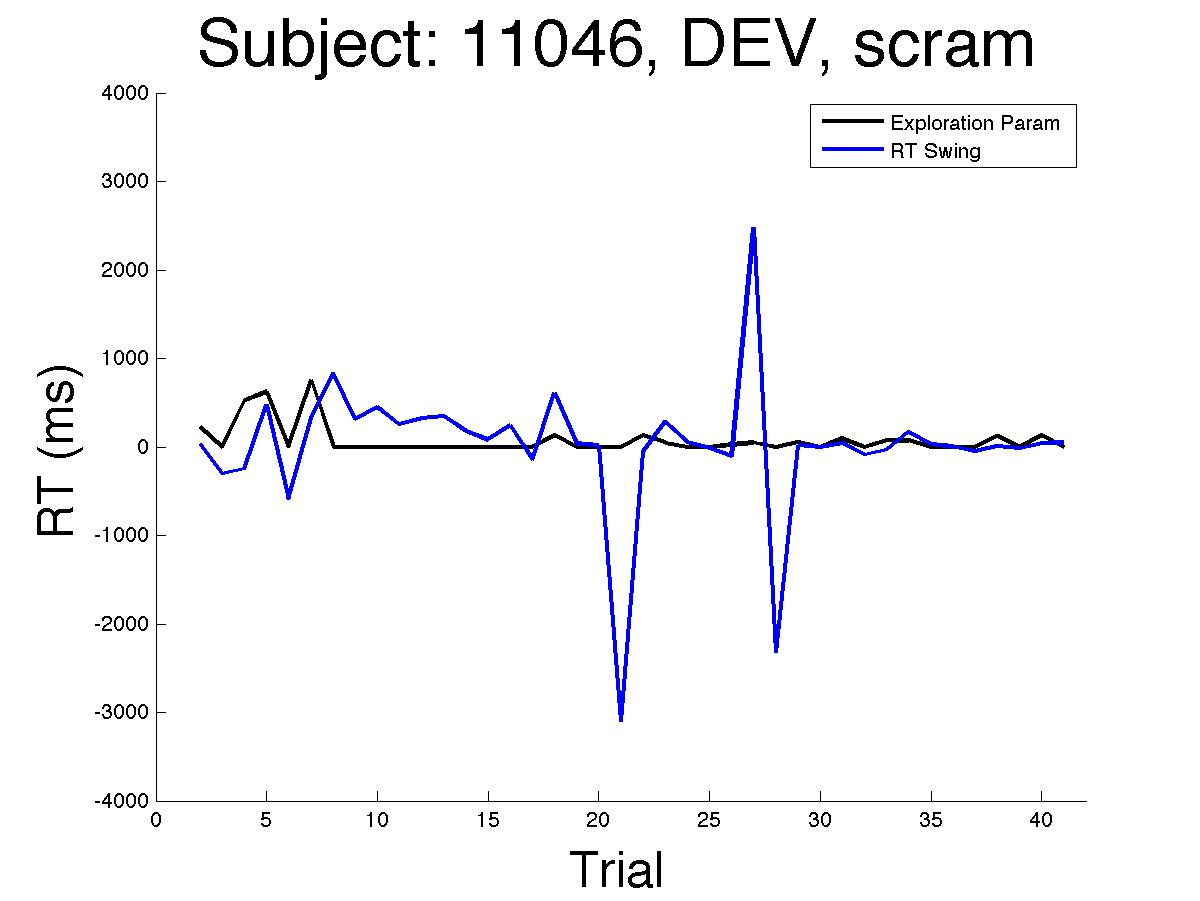 Subject: 11046, DEV, scram
4000
3000
2000
1000
0
-1000
-2000
-3000
-4000
RT (ms)
Exploration Param
RT Swing
0 5 10 15 20 25 30 35 40
Trial